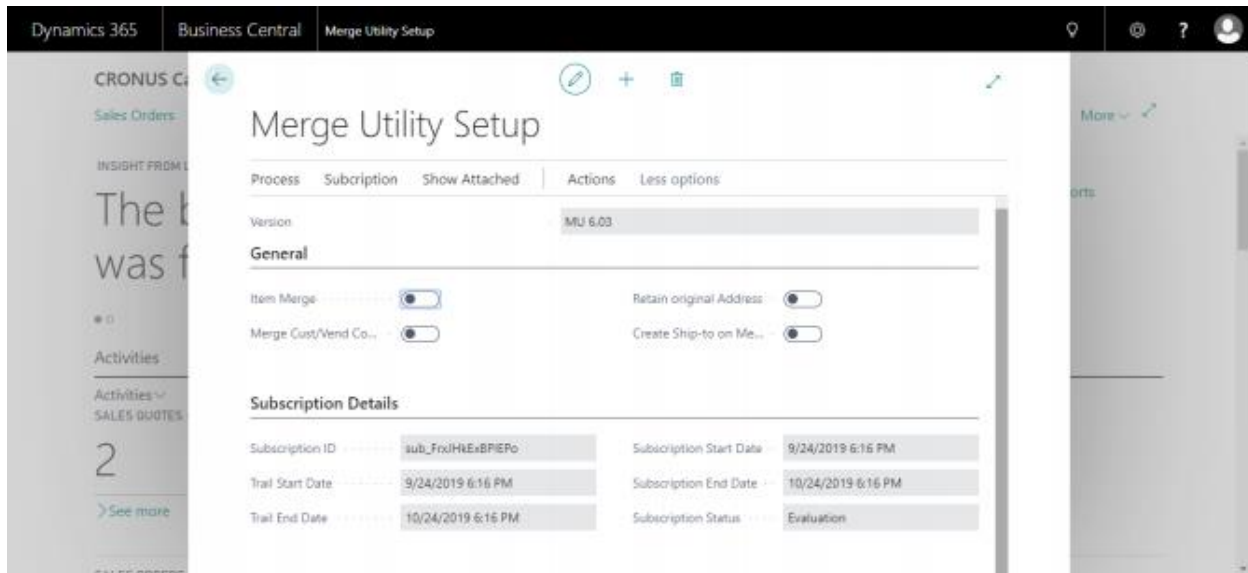 Dynamics 365 Business Central Merge Utility Setup ?
CRONUS Ca
Sales Orders More
Merge Utility Setup
INSIGHT FROM L
Process Subcription Show Attached Actions Less options
orts
The b
Version MU 6.03
was f
General
Item Merge Retain original Address
Merge Cust/Vend Co... Create Ship-to on Me...
Activities
Activities
SALES QUOTES
Subscription Details
2
Subscription ID Subscription Start Date 9/24/2019 6:16 PM
Trail Start Date 9/24/2019 6:16 PM Subscription End Date 10/24/2019 6:16 PM
See more
Trail End Date 10/24/2019 6:16 PM Subscription Status Evaluation